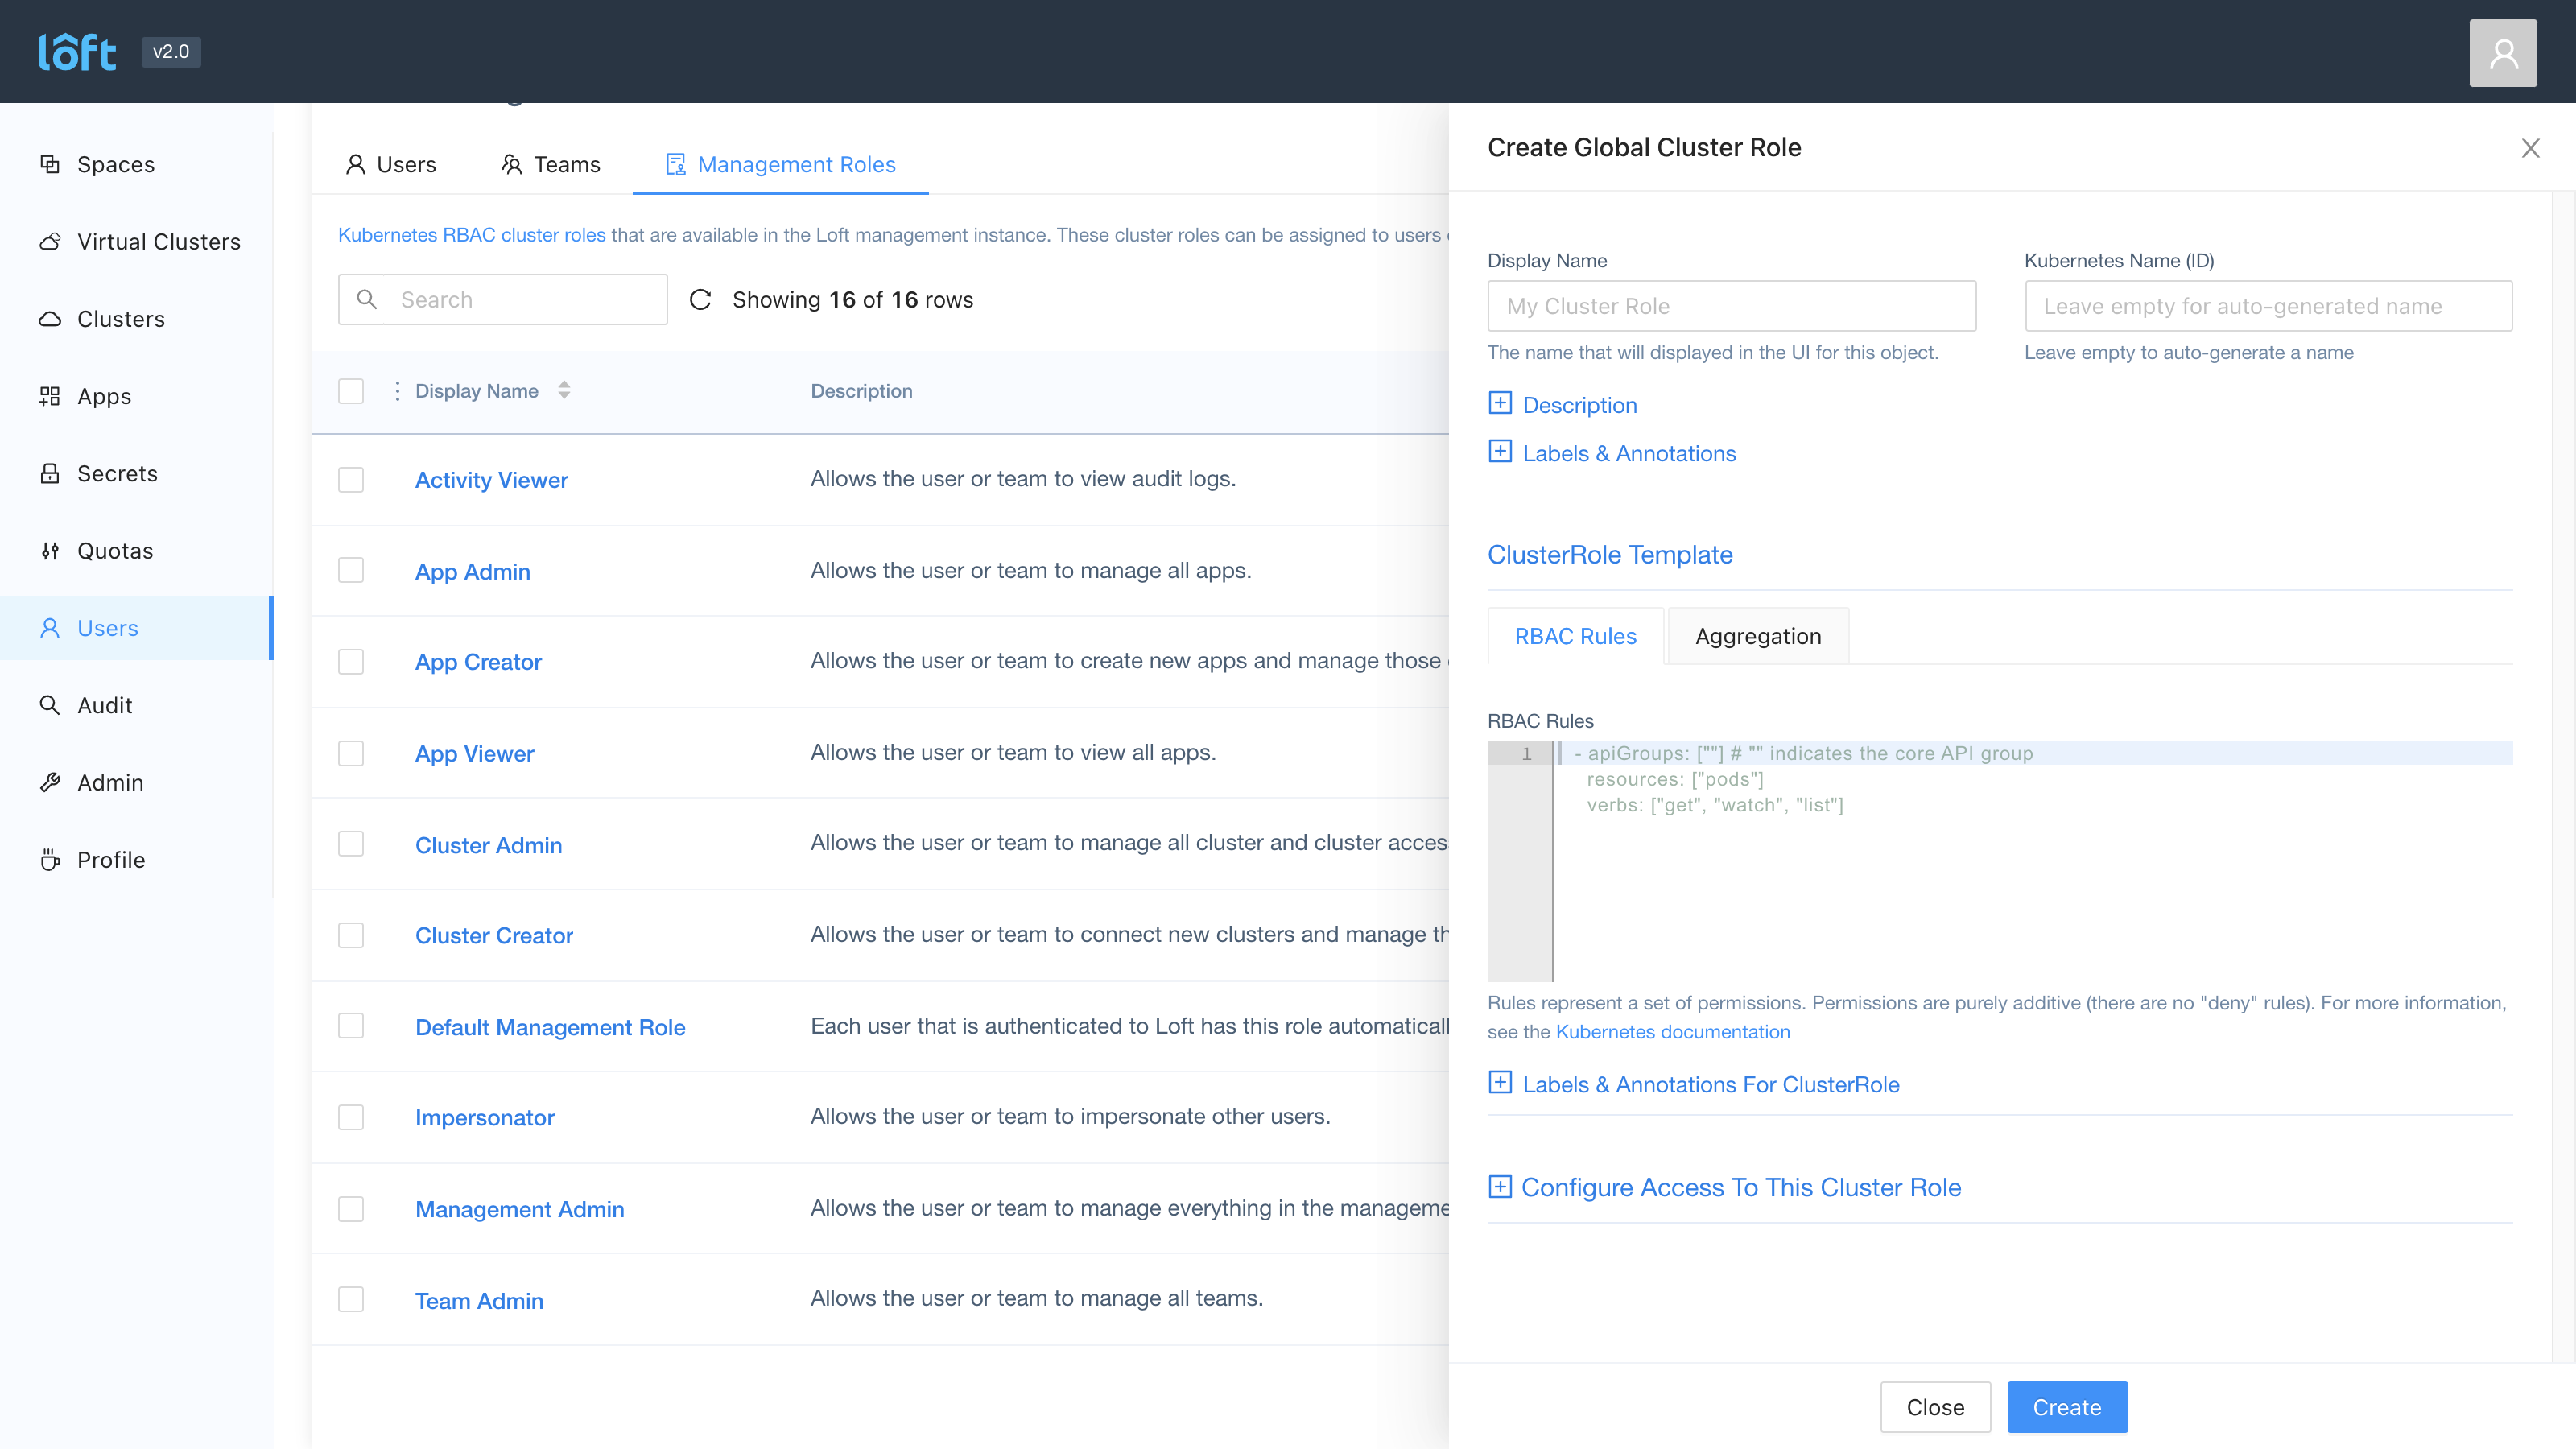 lôft v2.0
Spaces
Virtual Clusters
Clusters
Apps
Secrets
Quotas
Users
Audit
Admin
Profile
Users Teams Management Roles
Kubernetes RBAC cluster roles that are available in the Loft management instance. These cluster roles can be assigned to users
Search Showing 16 of 16 rows
Display Name Description
Activity Viewer Allows the user or team to view audit logs.
App Admin Allows the user or team to manage all apps.
App Creator Allows the user or team to create new apps and manage those
App Viewer Allows the user or team to view all apps.
Cluster Admin Allows the user or team to manage all cluster and cluster acces
Cluster Creator Allows the user or team to connect new clusters and manage th
Default Management Role Each user that is authenticated to Loft has this role automaticall
Impersonator Allows the user or team to impersonate other users.
Management Admin Allows the user or team to manage everything in the manageme
Team Admin Allows the user or team to manage all teams.
Create Global Cluster Role
Display Name Kubernetes Name (ID)
My Cluster Role Leave empty for auto-generated name
The name that will displayed in the UI for this object. Leave empty to auto-generate a name
Description
Labels & Annotations
ClusterRole Template
RBAC Rules Aggregation
RBAC Rules
1 - apiGroups: [""] # "" indicates the core API group
resources: ["pods"]
verbs: ["get", "watch", "list"]
Rules represent a set of permissions. Permissions are purely additive (there are no "deny" rules). For more information,
see the Kubernetes documentation
Labels & Annotations For ClusterRole
Configure Access To This Cluster Role
Close Create